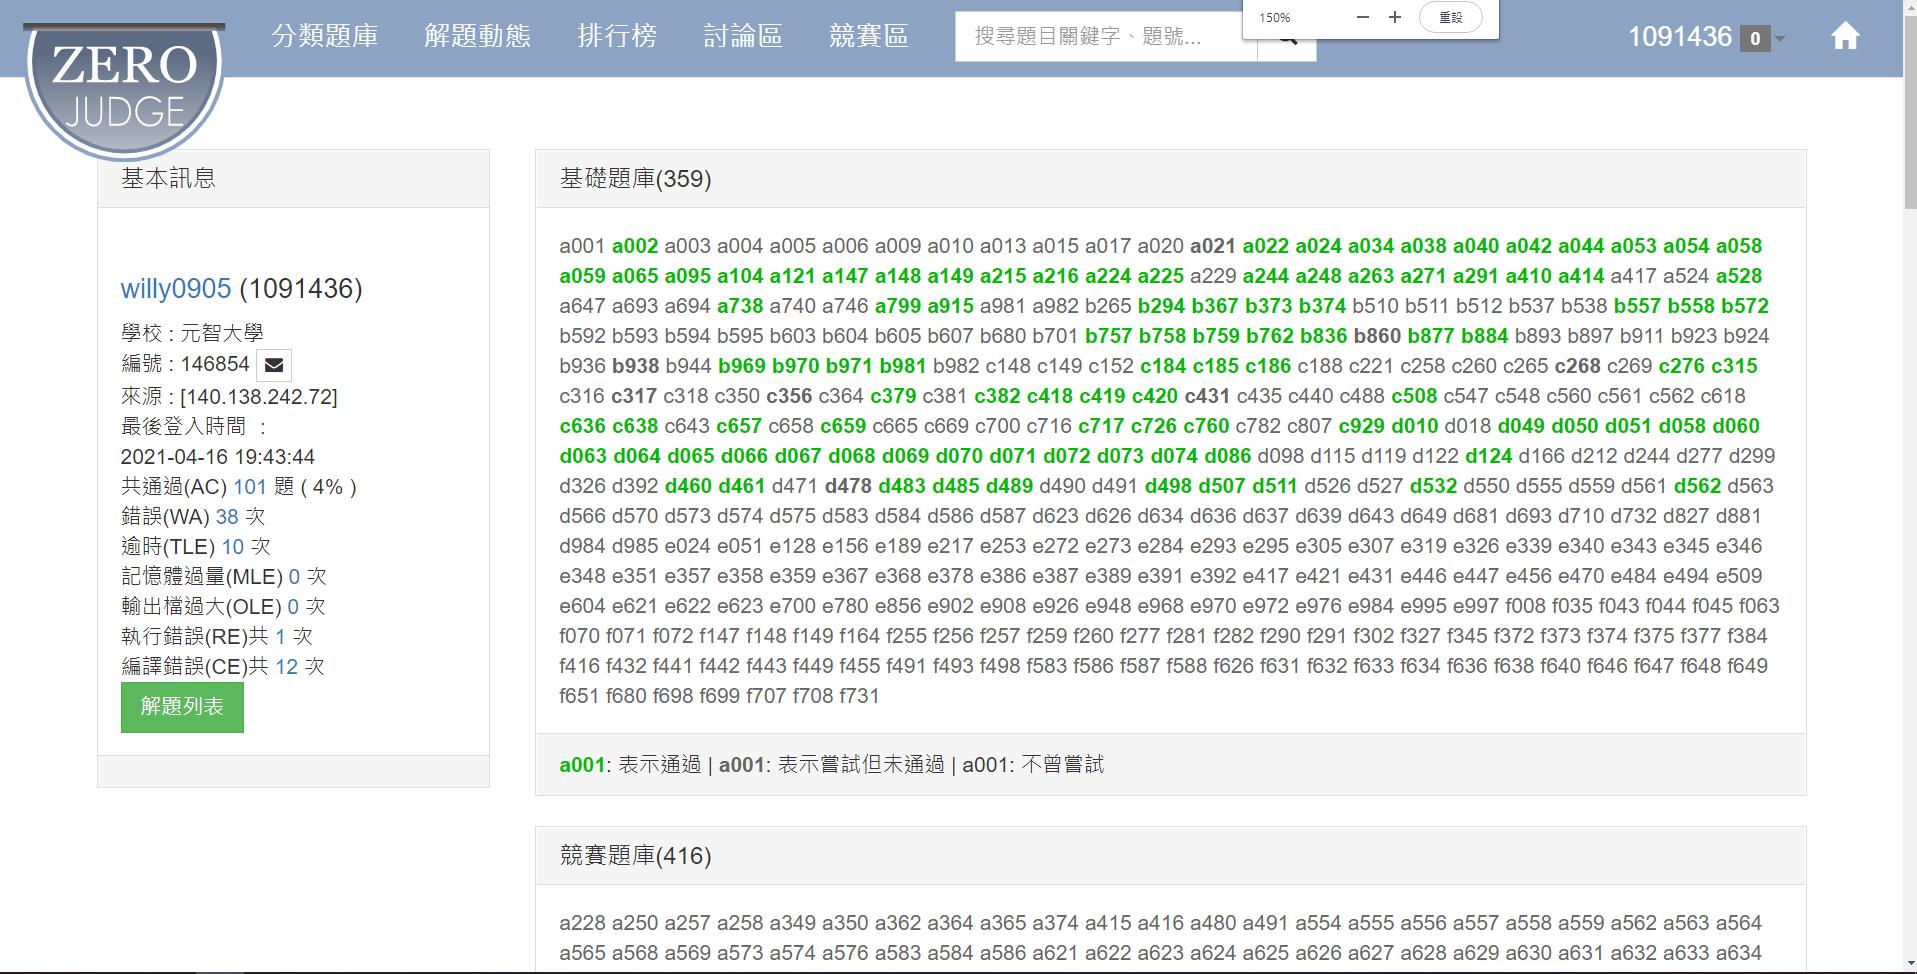 ZERO
JUDGE
分類題庫 解題動態 排行榜 討論區 競賽區
搜尋題目關鍵字、題號...
150%
重設
1091436 0
基本訊息
willy0905 (1091436)
學校 : 元智大學
編號 : 146854
來源 : [140.138.242.72]
最後登入時間 ：
2021-04-16 19:43:44
共通過(AC) 101 題 ( 4% )
錯誤(WA) 38 次
逾時(TLE) 10 次
記憶體過量(MLE) 0 次
輸出檔過大(OLE) 0 次
執行錯誤(RE)共 1 次
編譯錯誤(CE)共 12 次
解題列表
基礎題庫(359)
a001 a002 a003 a004 a005 a006 a009 a010 a013 a015 a017 a020 a021 a022 a024 a034 a038 a040 a042 a044 a053 a054 a058
a059 a065 a095 a104 a121 a147 a148 a149 a215 a216 a224 a225 a229 a244 a248 a263 a271 a291 a410 a414 a417 a524 a528
a647 a693 a694 a738 a740 a746 a799 a915 a981 a982 b265 b294 b367 b373 b374 b510 b511 b512 b537 b538 b557 b558 b572
b592 b593 b594 b595 b603 b604 b605 b607 b680 b701 b757 b758 b759 b762 b836 b860 b877 b884 b893 b897 b911 b923 b924
b936 b938 b944 b969 b970 b971 b981 b982 c148 c149 c152 c184 c185 c186 c188 c221 c258 c260 c265 c268 c269 c276 c315
c316 c317 c318 c350 c356 c364 c379 c381 c382 c418 c419 c420 c431 c435 c440 c488 c508 c547 c548 c560 c561 c562 c618
c636 c638 c643 c657 c658 c659 c665 c669 c700 c716 c717 c726 c760 c782 c807 c929 d010 d018 d049 d050 d051 d058 d060
d063 d064 d065 d066 d067 d068 d069 d070 d071 d072 d073 d074 d086 d098 d115 d119 d122 d124 d166 d212 d244 d277 d299
d326 d392 d460 d461 d471 d478 d483 d485 d489 d490 d491 d498 d507 d511 d526 d527 d532 d550 d555 d559 d561 d562 d563
d566 d570 d573 d574 d575 d583 d584 d586 d587 d623 d626 d634 d636 d637 d639 d643 d649 d681 d693 d710 d732 d827 d881
d984 d985 e024 e051 e128 e156 e189 e217 e253 e272 e273 e284 e293 e295 e305 e307 e319 e326 e339 e340 e343 e345 e346
e348 e351 e357 e358 e359 e367 e368 e378 e386 e387 e389 e391 e392 e417 e421 e431 e446 e447 e456 e470 e484 e494 e509
e604 e621 e622 e623 e700 e780 e856 e902 e908 e926 e948 e968 e970 e972 e976 e984 e995 e997 f008 f035 f043 f044 f045 f063
f070 f071 f072 f147 f148 f149 f164 f255 f256 f257 f259 f260 f277 f281 f282 f290 f291 f302 f327 f345 f372 f373 f374 f375 f377 f384
f416 f432 f441 f442 f443 f449 f455 f491 f493 f498 f583 f586 f587 f588 f626 f631 f632 f633 f634 f636 f638 f640 f646 f647 f648 f649
f651 f680 f698 f699 f707 f708 f731
a001: 表示通過 | a001: 表示嘗試但未通過 | a001: 不曾嘗試
競賽題庫(416)
a228 a250 a257 a258 a349 a350 a362 a364 a365 a374 a415 a416 a480 a491 a554 a555 a556 a557 a558 a559 a562 a563 a564
a565 a568 a569 a573 a574 a576 a583 a584 a586 a621 a622 a623 a624 a625 a626 a627 a628 a629 a630 a631 a632 a633 a634